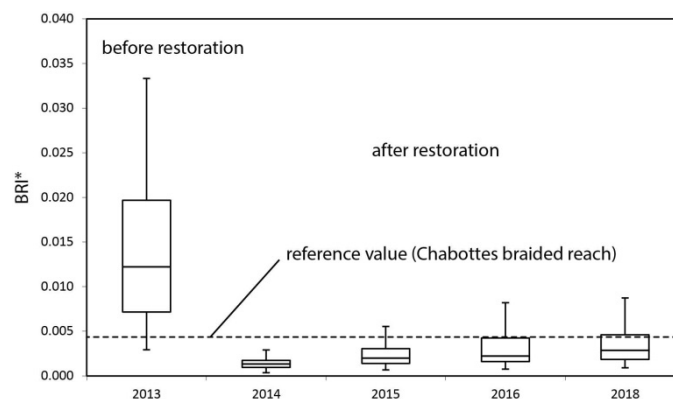 0.040
before restoration
0.035
0.030
0.025
after restoration
0.020
BRI*
0.015
reference value (Chabottes braided reach)
0.010
0.005
0.000
2013 2014 2015 2016 2018